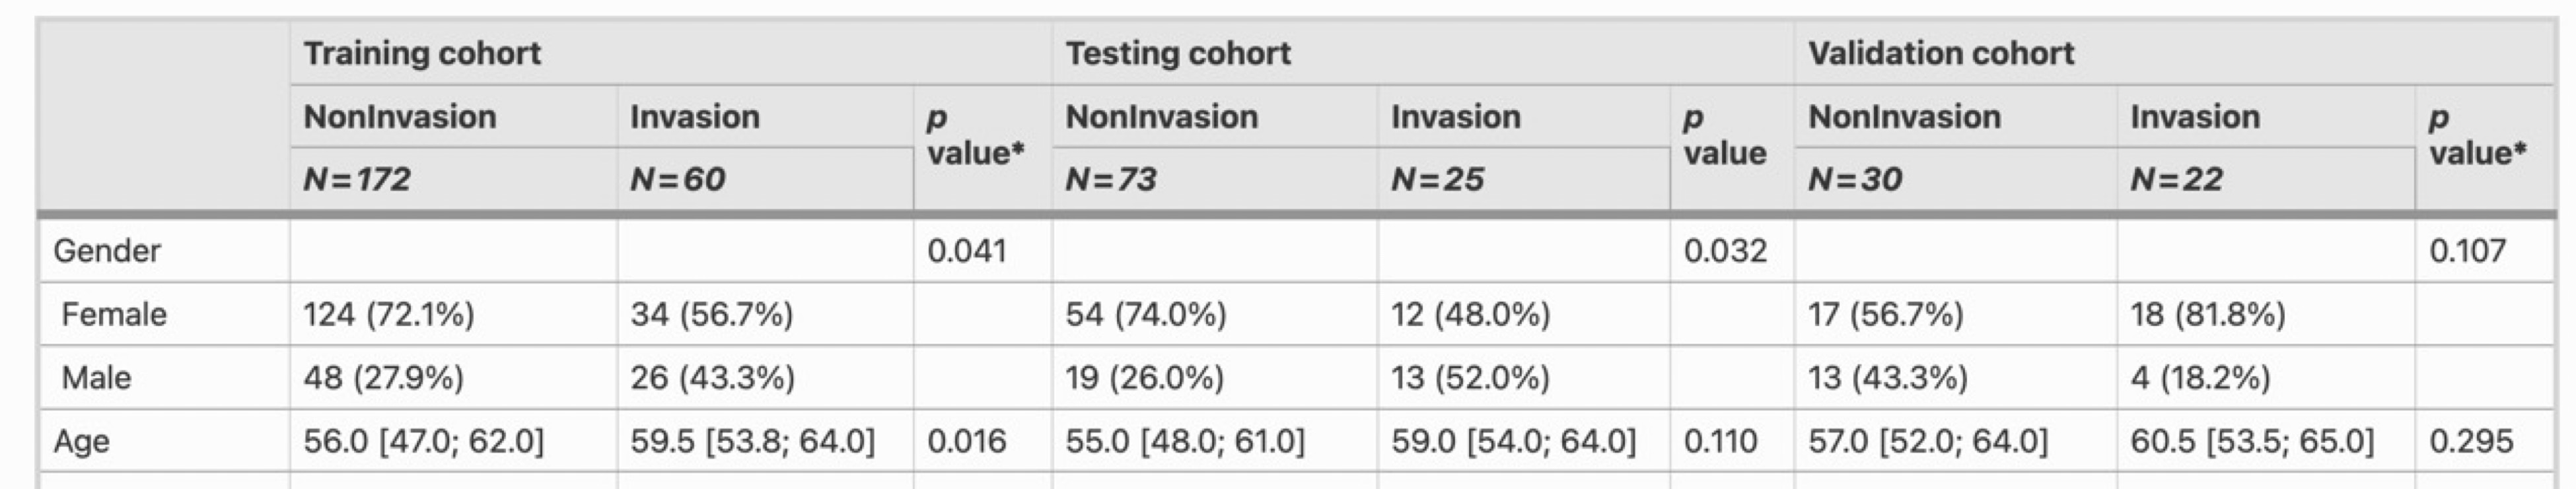 Training cohort Testing cohort Validation cohort
NonInvasion Invasion p value* NonInvasion Invasion p value NonInvasion Invasion p value*
N=172 N=60 N=73 N=25 N=30 N=22
Gender 0.041 0.032 0.107
Female 124 (72.1%) 34 (56.7%) 54 (74.0%) 12 (48.0%) 17 (56.7%) 18 (81.8%)
Male 48 (27.9%) 26 (43.3%) 19 (26.0%) 13 (52.0%) 13 (43.3%) 4 (18.2%)
Age 56.0 [47.0; 62.0] 59.5 [53.8; 64.0] 0.016 55.0 [48.0; 61.0] 59.0 [54.0; 64.0] 0.110 57.0 [52.0; 64.0] 60.5 [53.5; 65.0] 0.295